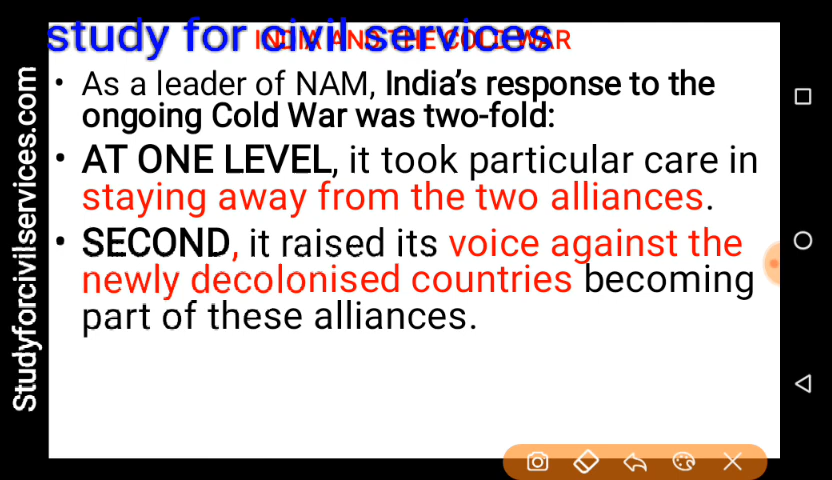 study for civil services
INDIA AND THE COLD WAR
• As a leader of NAM, India's response to the
ongoing Cold War was two-fold:
• AT ONE LEVEL, it took particular care in
staying away from the two alliances.
• SECOND, it raised its voice against the
newly decolonised countries becoming
part of these alliances.
Studyforcivilservices.com